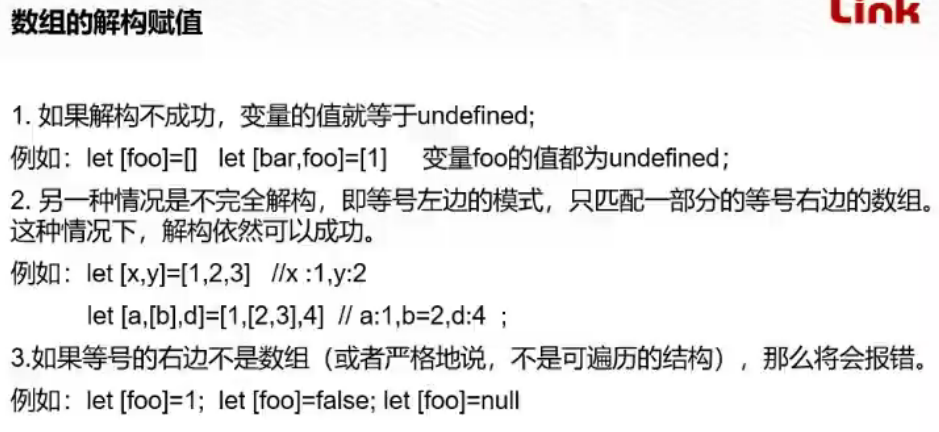 数组的解构赋值
Link
1. 如果解构不成功，变量的值就等于undefined;
例如：let [foo]=[] let [bar,foo]=[1] 变量foo的值都为undefined；
2. 另一种情况是不完全解构，即等号左边的模式，只匹配一部分的等号右边的数组。
这种情况下，解构依然可以成功。
例如：let [x,y]=[1,2,3] //x :1,y:2
let [a,[b],d]=[1,[2,3],4] // a:1,b=2,d:4 ；
3.如果等号的右边不是数组（或者严格地说，不是可遍历的结构），那么将会报错。
例如：let [foo]=1; let [foo]=false; let [foo]=null